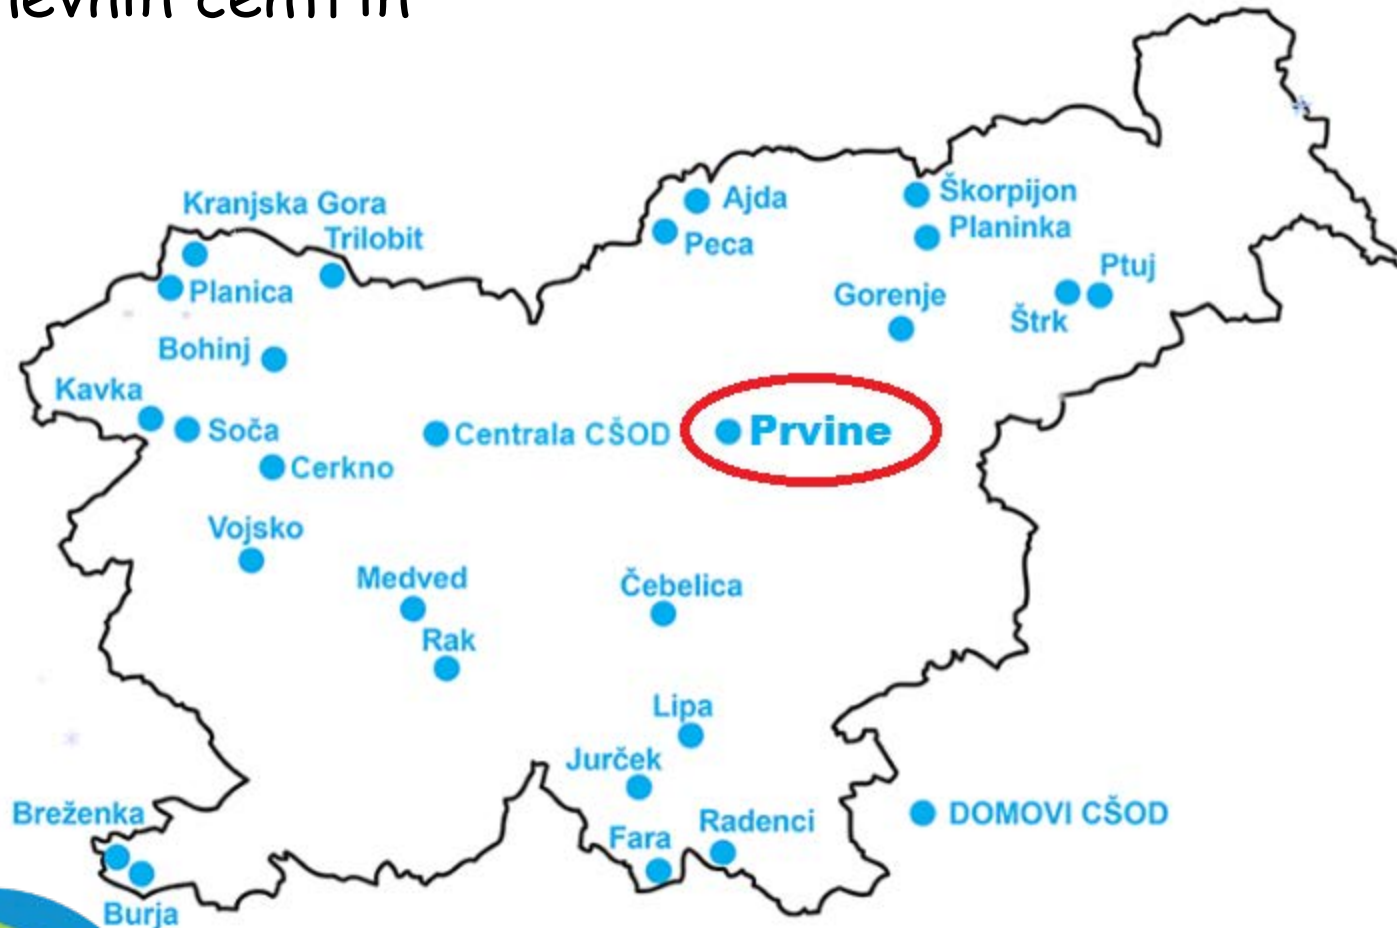 centrih
Kranjska Gora
Trilobit
Planica
Bohinj
Kavka
Soča
Cerkno
Vojsko
Centrala CŠOD
Medved
Rak
Ajda
Peca
Škorpijon
Planinka
Ptuj
Štrk
Gorenje
Prvine
Čebelica
Lipa
Jurček
Fara
Radenci
DOMOVI CŠOD
Breženka
Burja